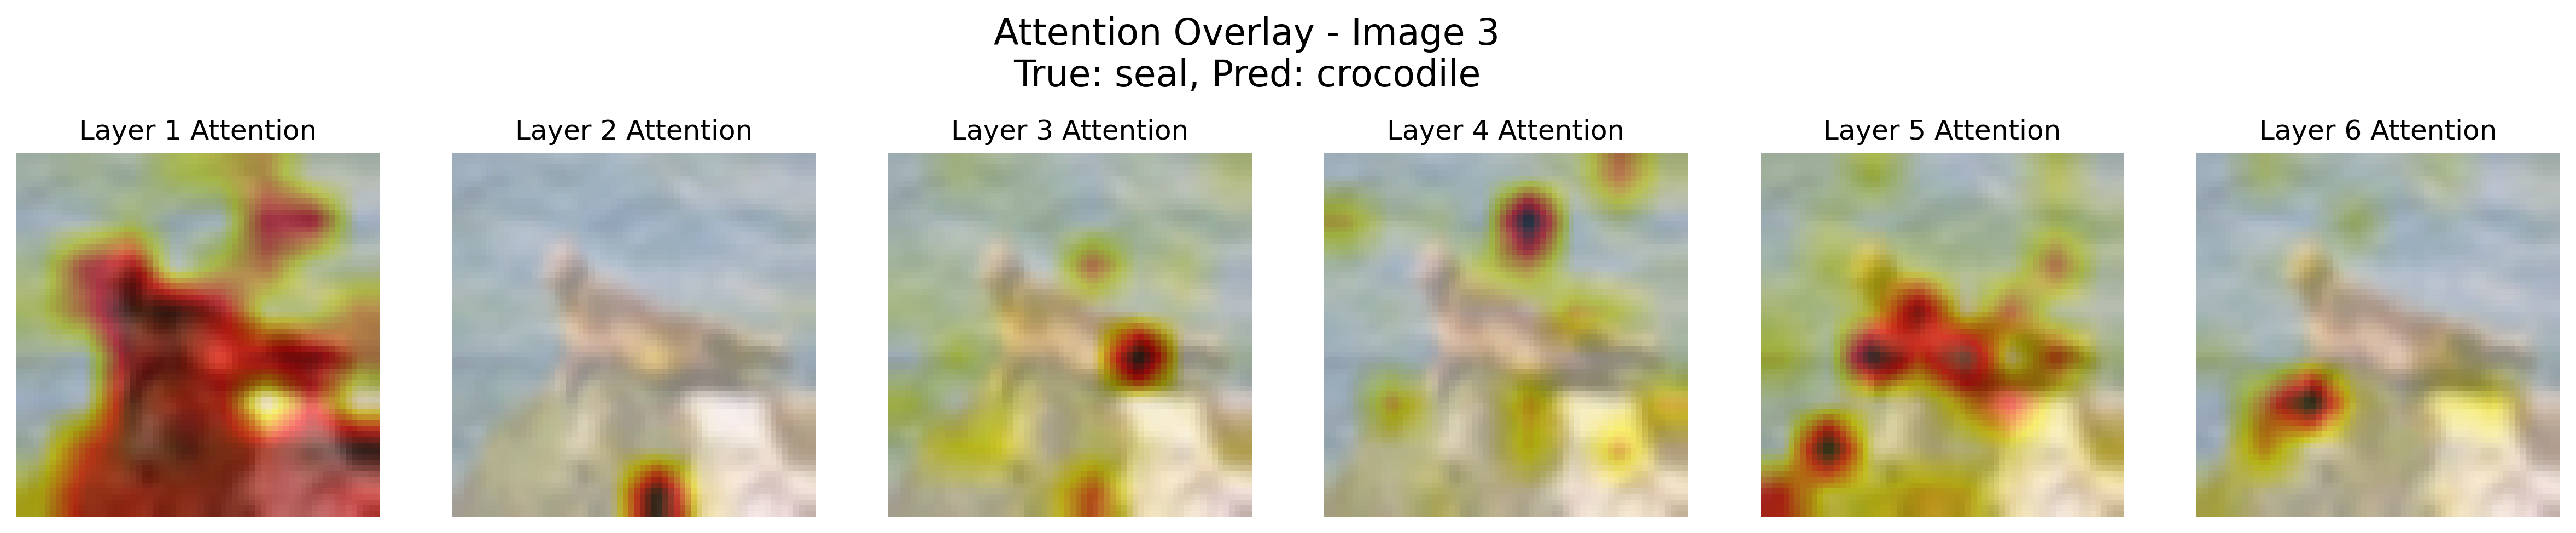 Attention Overlay - Image 3
True: seal, Pred: crocodile
Layer 1 Attention
Layer 2 Attention
Layer 3 Attention
Layer 4 Attention
Layer 5 Attention
Layer 6 Attention